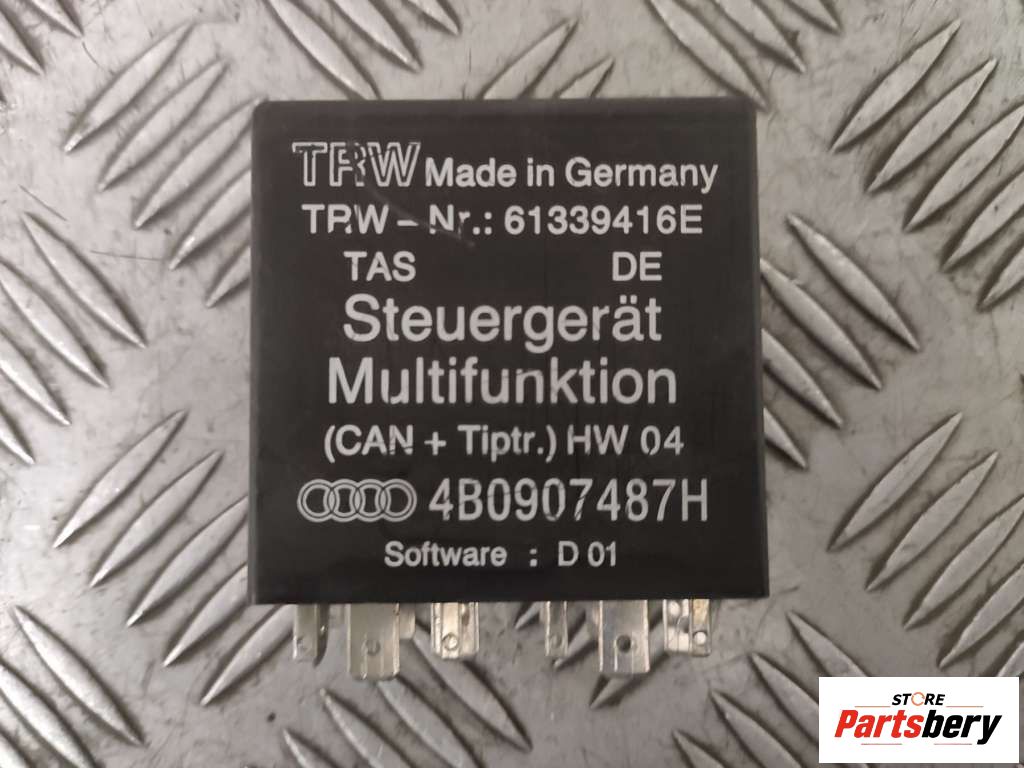 TRW Made in Germany
TRW – Nr.: 61339416E
TAS DE
Steuergerät
Multifunktion
(CAN + Tiptr.) HW 04
4B0907487H
Software : D 01
STORE
Partsbery